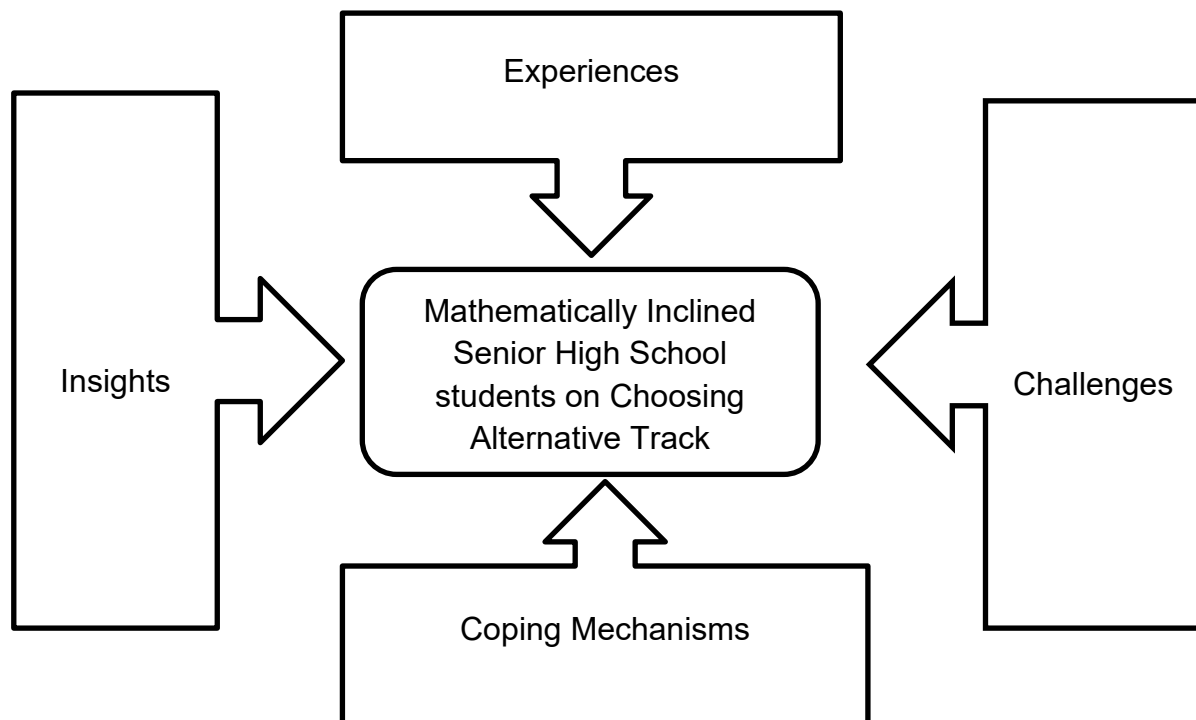 Experiences
Mathematically Inclined
Senior High School
students on Choosing
Alternative Track
Insights
Challenges
Coping Mechanisms